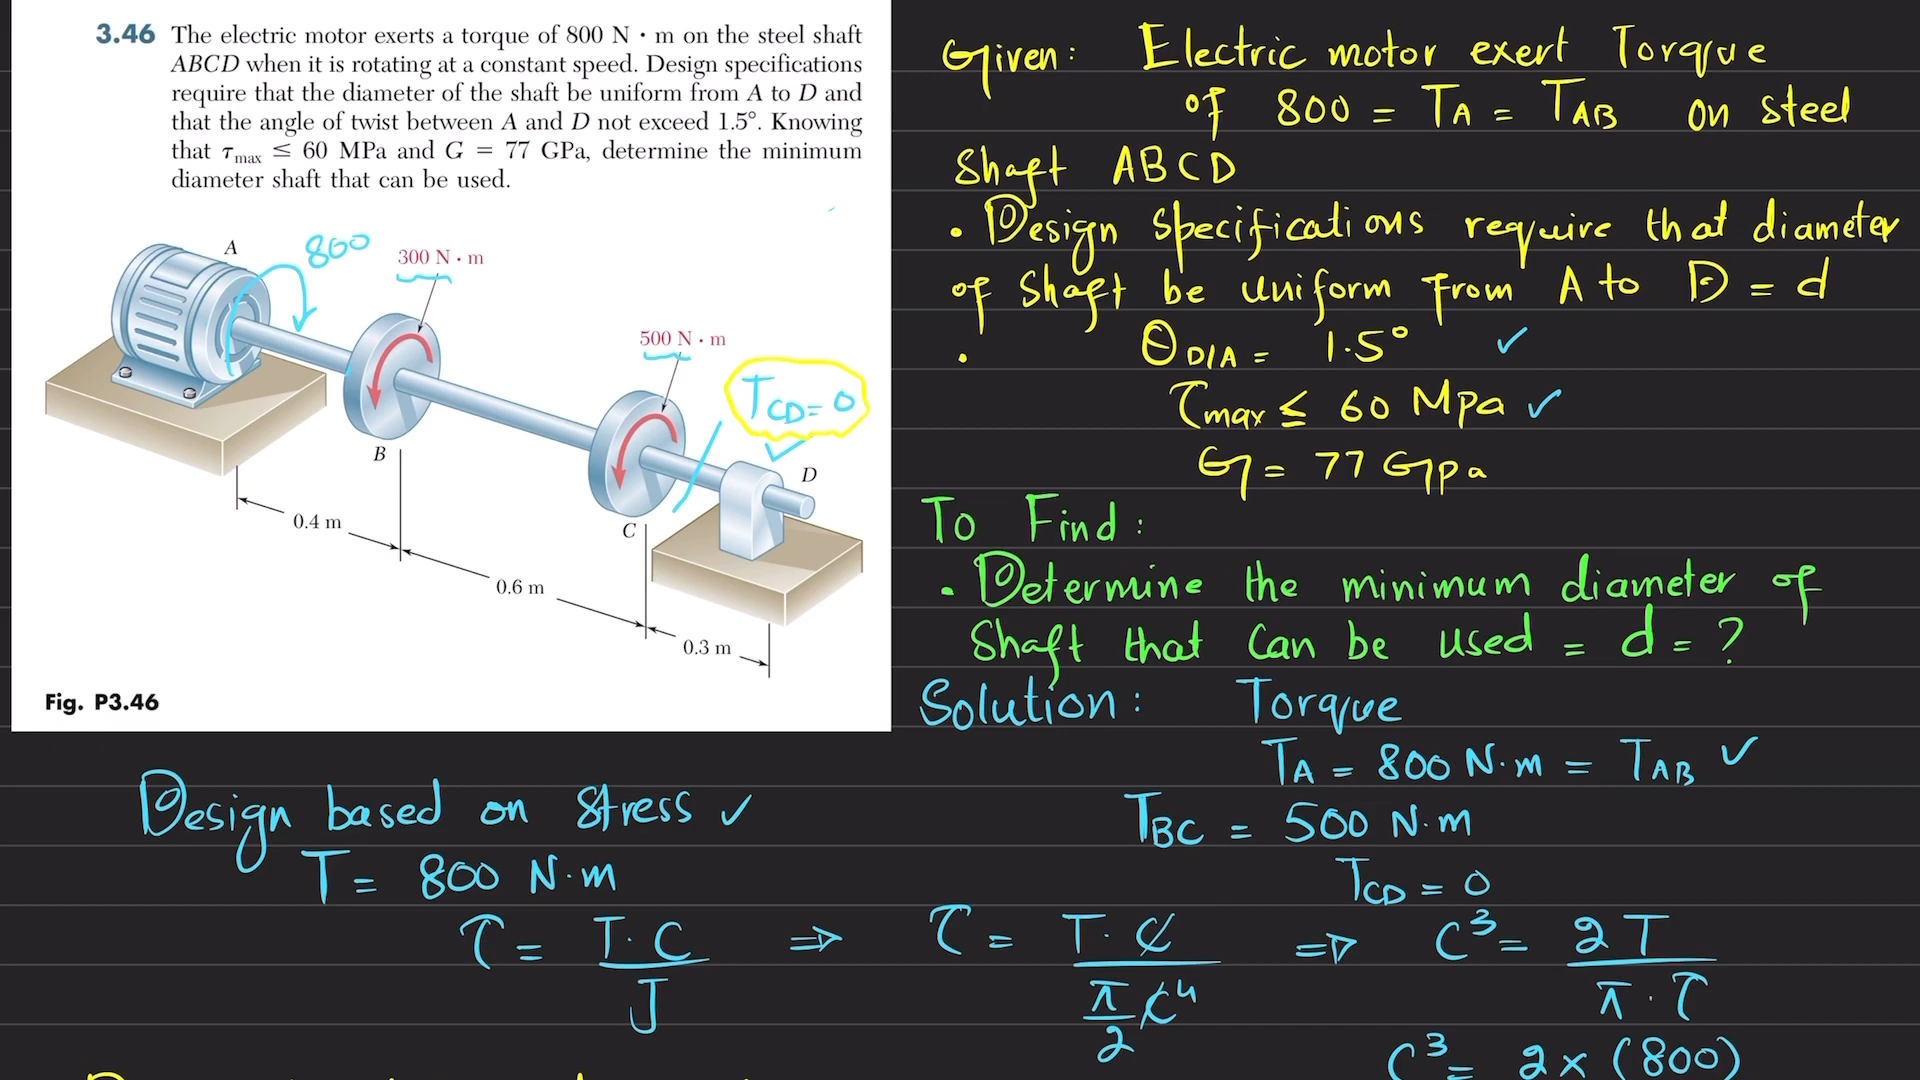 3.46 The electric motor exerts a torque of 800 N · m on the steel shaft
ABCD when it is rotating at a constant speed. Design specifications
require that the diameter of the shaft be uniform from A to D and
that the angle of twist between A and D not exceed 1.5°. Knowing
that τmax ≤ 60 MPa and G = 77 GPa, determine the minimum
diameter shaft that can be used.
A
800
300 N · m
500 N · m
TCD = 0
B
D
C
0.4 m
0.6 m
0.3 m
Fig. P3.46
Given: Electric motor exert Torque
of 800 = TA = TAB on steel
Shaft ABCD
• Design Specifications require that diameter
of Shaft be uniform From A to D = d
• θD/A = 1.5° ✓
τmax ≤ 60 Mpa ✓
G = 77 Gpa
To Find:
• Determine the minimum diameter of
Shaft that Can be used = d = ?
Solution: Torque
TA = 800 N·m = TAB ✓
TBC = 500 N·m
TCD = 0
Design based on Stress ✓
T = 800 N·m
τ = T·C / J ⇒ τ = T·C / π/2 C⁴ ⇒ C³ = 2T / π·τ
C³ = 2 × (800)